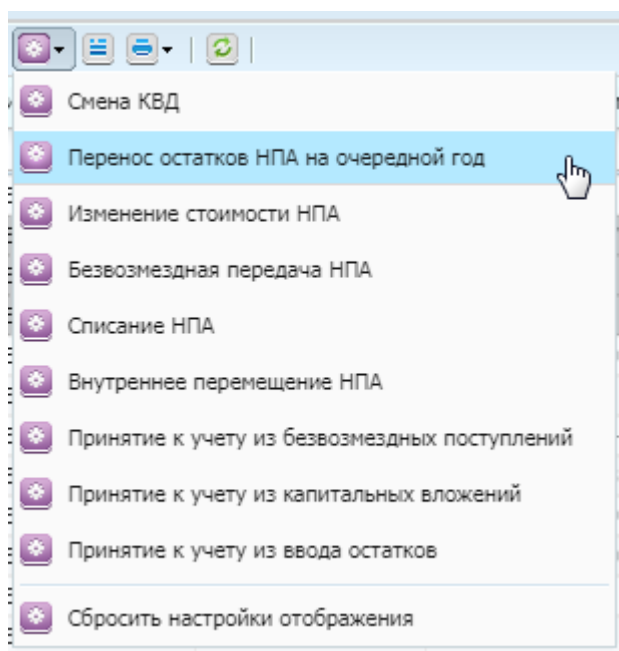 Смена КВД
Перенос остатков НПА на очередной год
Изменение стоимости НПА
Безвозмездная передача НПА
Списание НПА
Внутреннее перемещение НПА
Принятие к учету из безвозмездных поступлений
Принятие к учету из капитальных вложений
Принятие к учету из ввода остатков
Сбросить настройки отображения